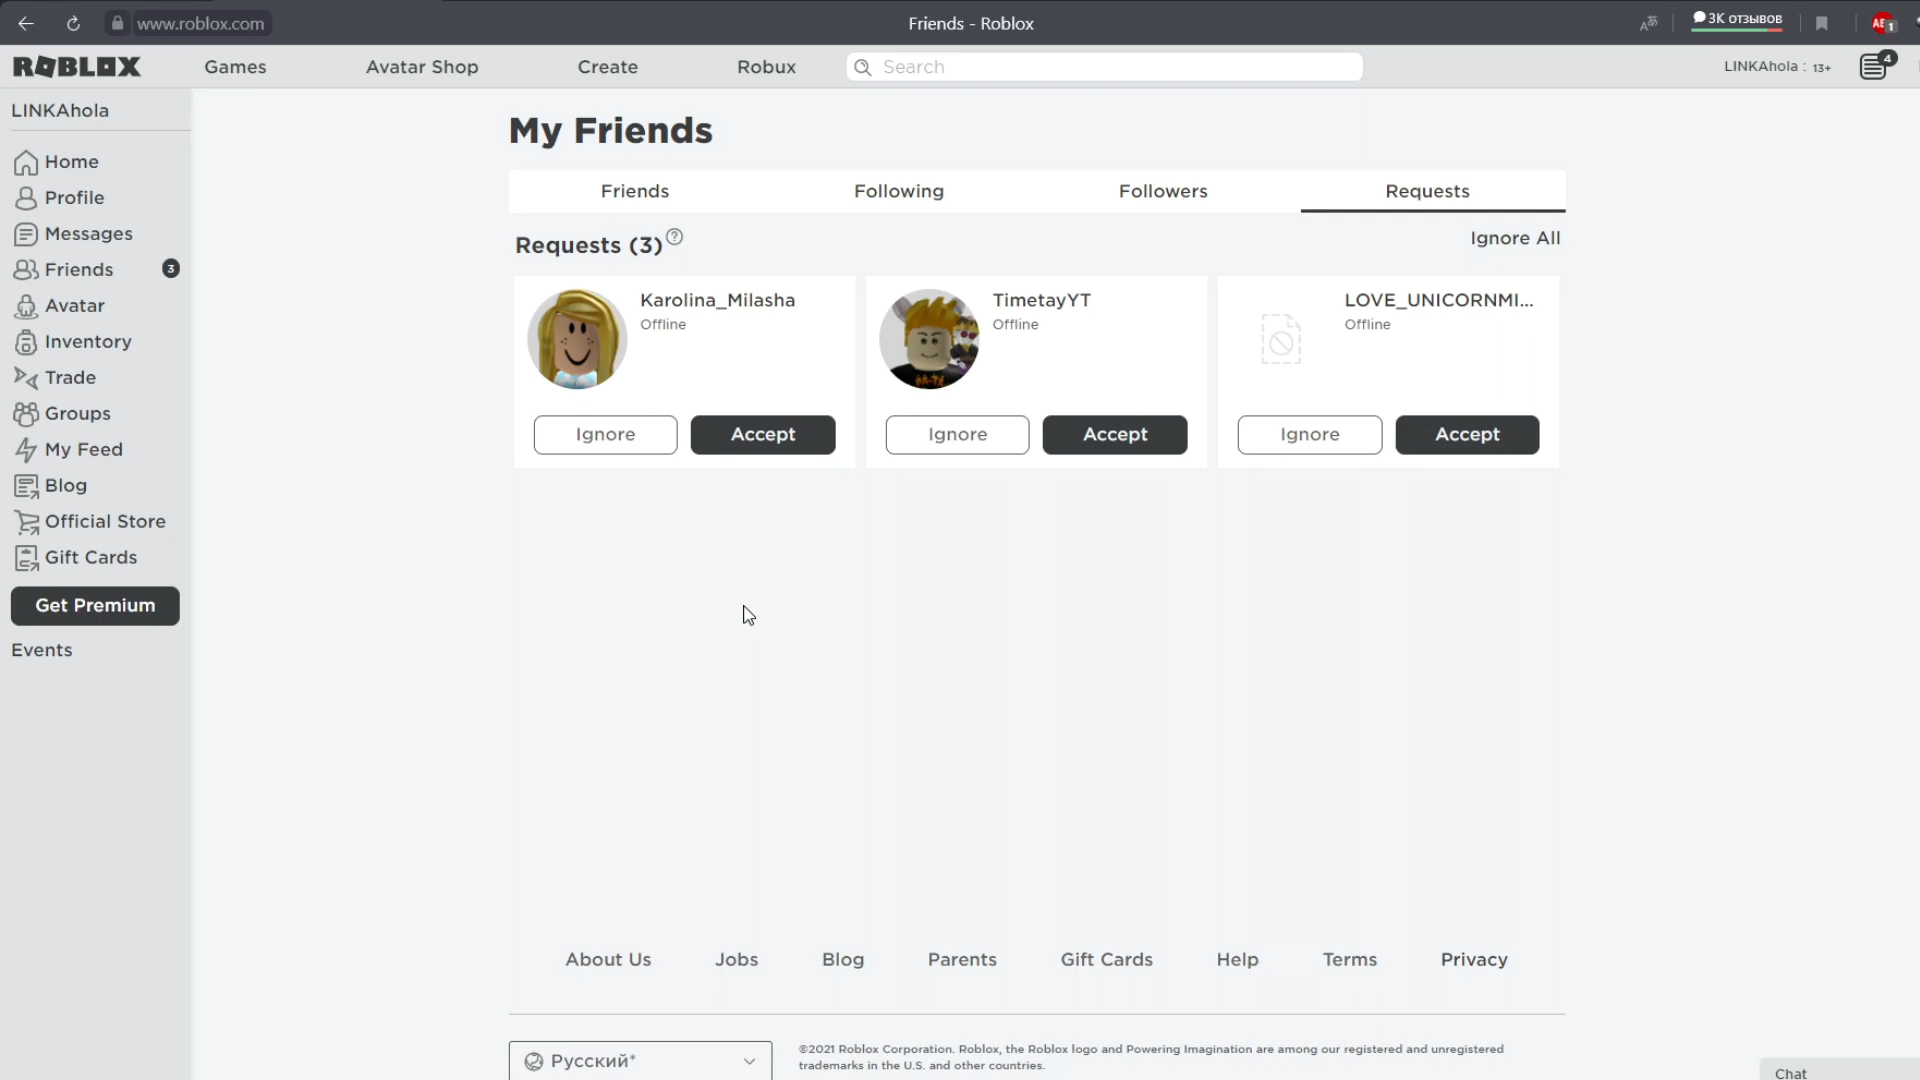 www.roblox.com
Friends - Roblox
3К отзывов
1
ROBLOX
Games
Avatar Shop
Create
Robux
Search
LINKAhola : 13+
4
LINKAhola
Home
Profile
Messages
Friends
3
Avatar
Inventory
Trade
Groups
My Feed
Blog
Official Store
Gift Cards
Get Premium
Events
My Friends
Friends
Following
Followers
Requests
Requests (3)
Ignore All
Karolina_Milasha
Offline
Ignore
Accept
TimetayYT
Offline
Ignore
Accept
LOVE_UNICORNMI...
Offline
Ignore
Accept
About Us
Jobs
Blog
Parents
Gift Cards
Help
Terms
Privacy
Русский*
©2021 Roblox Corporation. Roblox, the Roblox logo and Powering Imagination are among our registered and unregistered
trademarks in the U.S. and other countries.
Chat